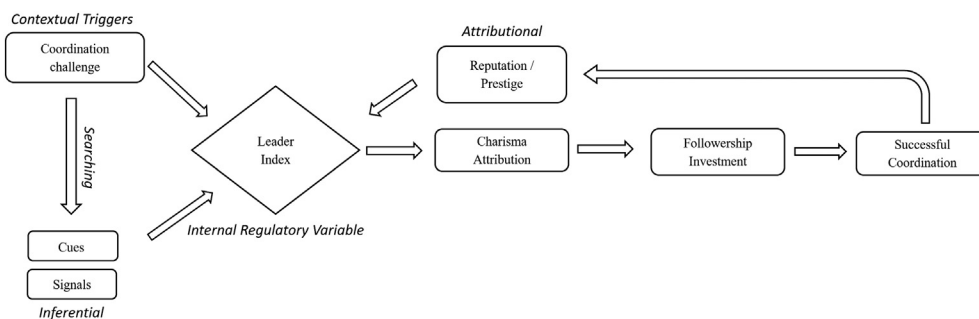 Contextual Triggers
Coordination
challenge
Searching
Cues
Signals
Inferential
Leader
Index
Internal Regulatory Variable
Attributional
Reputation /
Prestige
Charisma
Attribution
Followership
Investment
Successful
Coordination